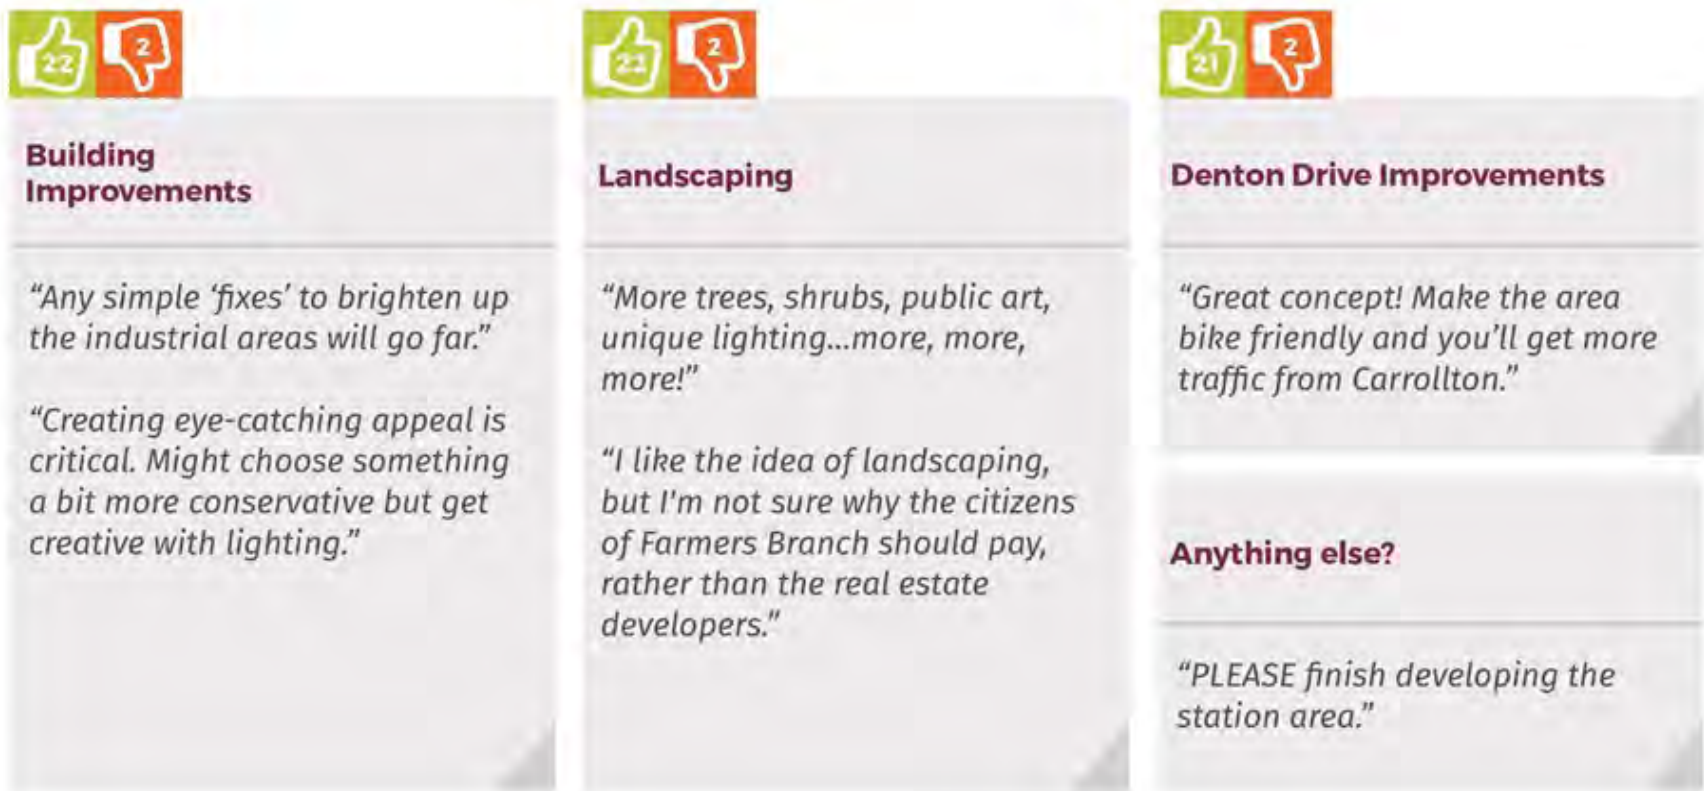 22 2
Building
Improvements
“Any simple ‘fixes’ to brighten up
the industrial areas will go far.”
“Creating eye-catching appeal is
critical. Might choose something
a bit more conservative but get
creative with lighting.”
22 2
Landscaping
“More trees, shrubs, public art,
unique lighting...more, more,
more!”
“I like the idea of landscaping,
but I'm not sure why the citizens
of Farmers Branch should pay,
rather than the real estate
developers.”
21 2
Denton Drive Improvements
“Great concept! Make the area
bike friendly and you’ll get more
traffic from Carrollton.”
Anything else?
“PLEASE finish developing the
station area.”